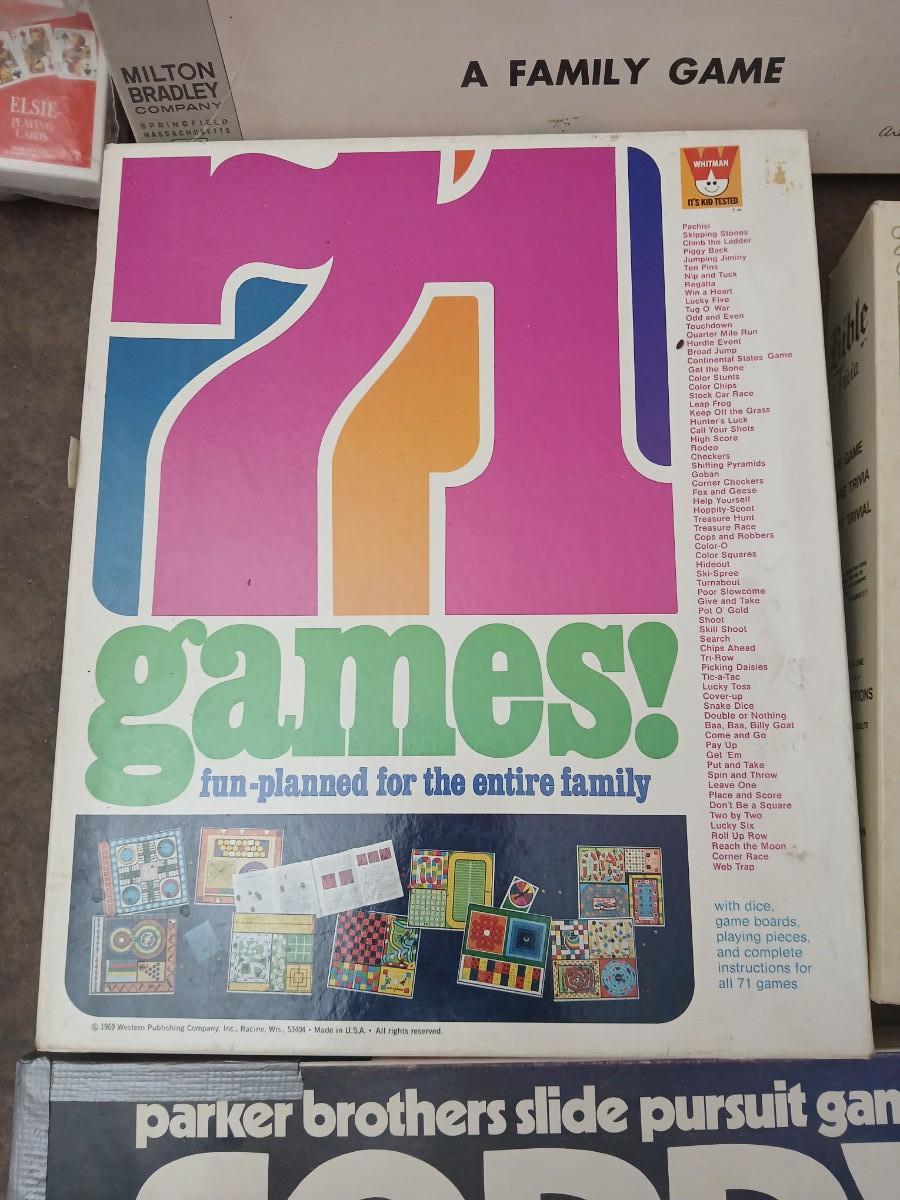 ELSIE
PLAYING
CARDS
MILTON
BRADLEY
COMPANY
SPRINGFIELD
MASSACHUSETTS
A FAMILY GAME
71
games!
fun-planned for the entire family
WHITMAN
IT'S KID TESTED
Pachisi
Skipping Stones
Climb the Ladder
Piggy Back
Jumping Jiminy
Ten Pins
Nip and Tuck
Regatta
Win a Heart
Lucky Five
Tug O' War
Odd and Even
Touchdown
Quarter Mile Run
Hurdle Event
Broad Jump
Continental States Game
Get the Bone
Color Stunts
Color Chips
Stock Car Race
Leap Frog
Keep Off the Grass
Hunter's Luck
Call Your Shots
High Score
Rodeo
Checkers
Shifting Pyramids
Goban
Corner Checkers
Fox and Geese
Help Yourself
Hoppity-Scoot
Treasure Hunt
Treasure Race
Cops and Robbers
Color-O
Color Squares
Hideout
Ski-Spree
Turnabout
Poor Slowcome
Give and Take
Pot O' Gold
Shoot
Skill Shoot
Search
Chips Ahead
Tri-Row
Picking Daisies
Tic-a-Tac
Lucky Toss
Cover-up
Snake Dice
Double or Nothing
Baa, Baa, Billy Goat
Come and Go
Pay Up
Get 'Em
Put and Take
Spin and Throw
Leave One
Place and Score
Don't Be a Square
Two by Two
Lucky Six
Roll Up Row
Reach the Moon
Corner Race
Web Trap
with dice,
game boards,
playing pieces,
and complete
instructions for
all 71 games
© 1969 Western Publishing Company, Inc., Racine, Wis., 53404 • Made in U.S.A. • All rights reserved.
Bible
GAME
TRIVIA
TRIVIAL
parker brothers slide pursuit gam
SORRY